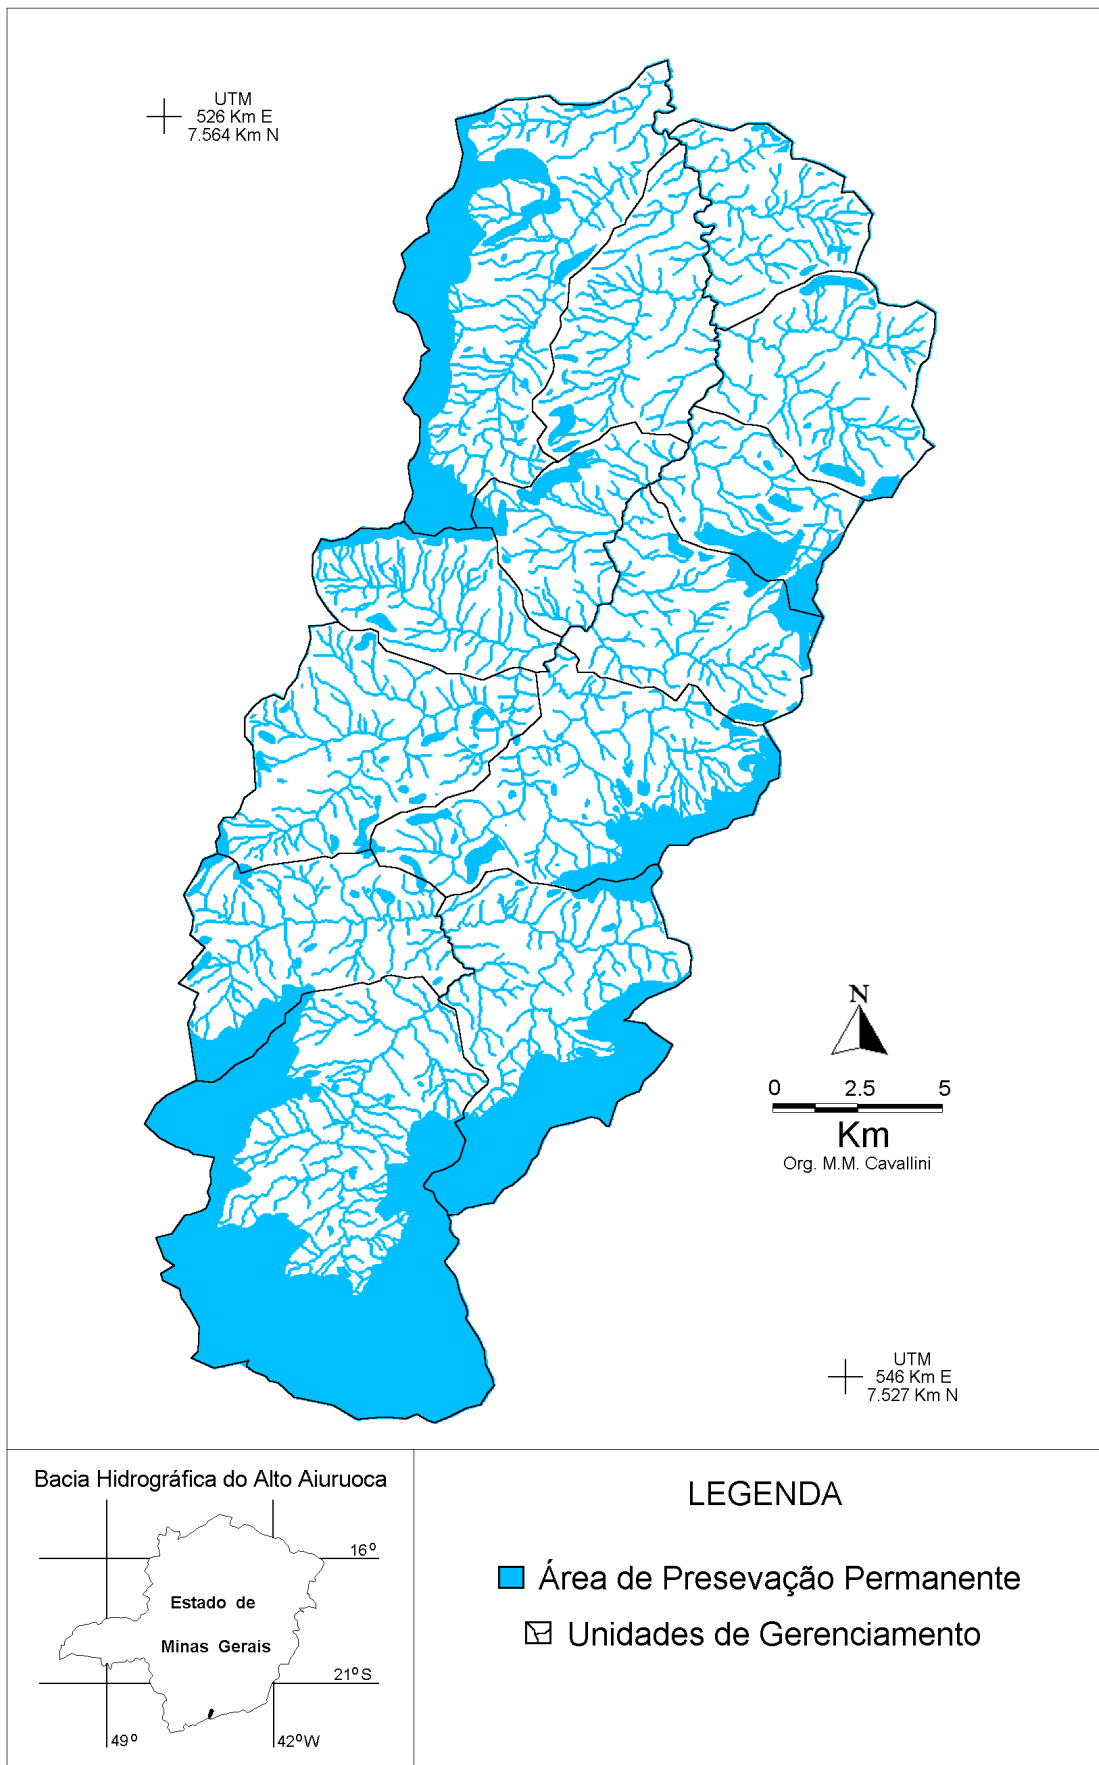 UTM
526 Km E
7.564 Km N
N
0 2.5 5
Km
Org. M.M. Cavallini
UTM
546 Km E
7.527 Km N
Bacia Hidrográfica do Alto Aiuruoca
16º
Estado de
Minas Gerais
21ºS
49º
42ºW
LEGENDA
Área de Presevação Permanente
Unidades de Gerenciamento